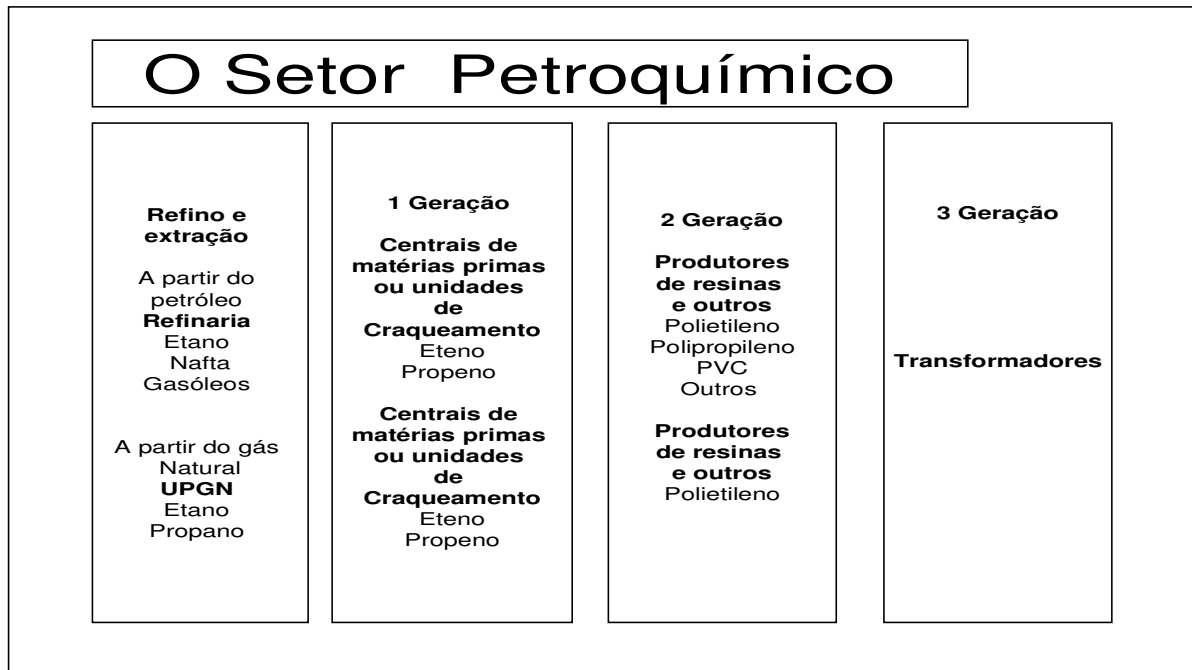 O Setor Petroquímico
Refino e
extração
A partir do
petróleo
Refinaria
Etano
Nafta
Gasóleos
A partir do gás
Natural
UPGN
Etano
Propano
1 Geração
Centrais de
matérias primas
ou unidades
de
Craqueamento
Eteno
Propeno
Centrais de
matérias primas
ou unidades
de
Craqueamento
Eteno
Propeno
2 Geração
Produtores
de resinas
e outros
Polietileno
Polipropileno
PVC
Outros
Produtores
de resinas
e outros
Polietileno
3 Geração
Transformadores